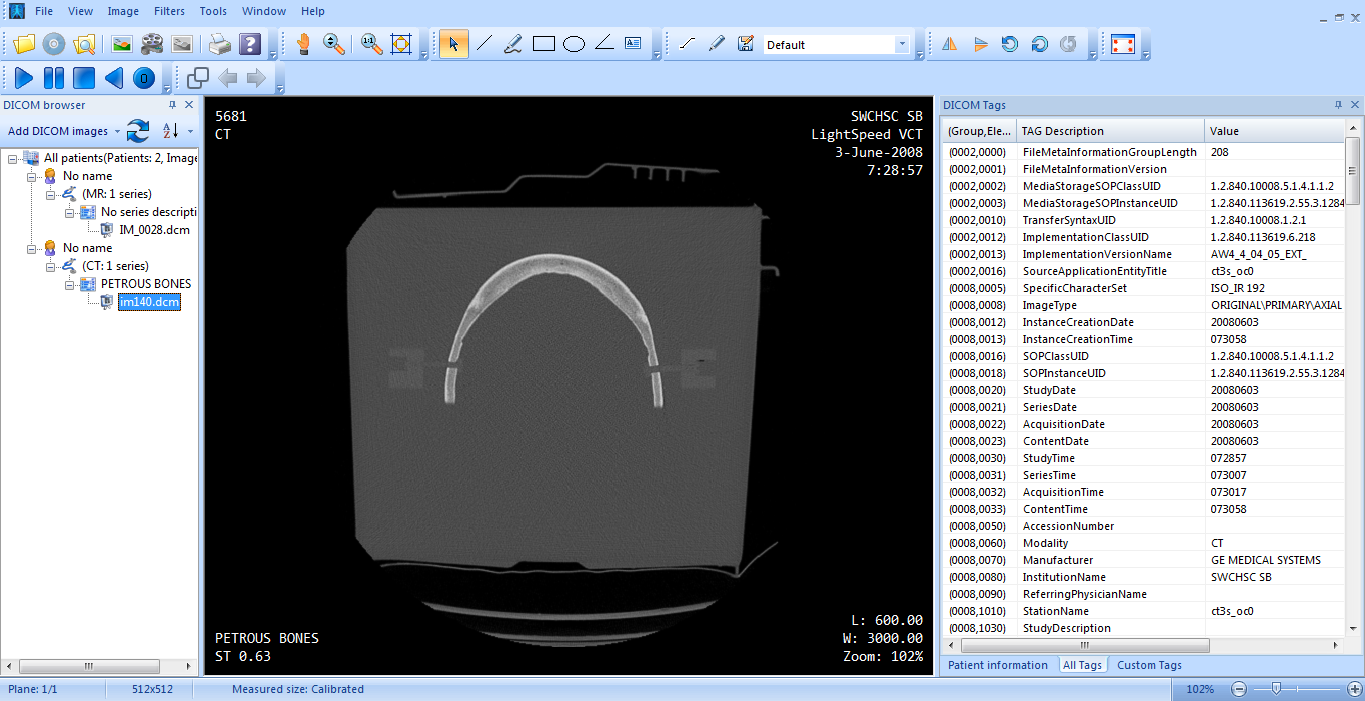 File View Image Filters Tools Window Help
1:1
Default
0
DICOM browser
Add DICOM images
A
Z
All patients(Patients: 2, Image
No name
(MR: 1 series)
No series descripti
IM_0028.dcm
No name
(CT: 1 series)
PETROUS BONES
im140.dcm
5681
CT
SWCHSC SB
LightSpeed VCT
3-June-2008
7:28:57
PETROUS BONES
ST 0.63
L: 600.00
W: 3000.00
Zoom: 102%
DICOM Tags
(Group,Ele... TAG Description Value
(0002,0000) FileMetaInformationGroupLength 208
(0002,0001) FileMetaInformationVersion
(0002,0002) MediaStorageSOPClassUID 1.2.840.10008.5.1.4.1.1.2
(0002,0003) MediaStorageSOPInstanceUID 1.2.840.113619.2.55.3.1284
(0002,0010) TransferSyntaxUID 1.2.840.10008.1.2.1
(0002,0012) ImplementationClassUID 1.2.840.113619.6.218
(0002,0013) ImplementationVersionName AW4_4_04_05_EXT_
(0002,0016) SourceApplicationEntityTitle ct3s_oc0
(0008,0005) SpecificCharacterSet ISO_IR 192
(0008,0008) ImageType ORIGINAL\PRIMARY\AXIAL
(0008,0012) InstanceCreationDate 20080603
(0008,0013) InstanceCreationTime 073058
(0008,0016) SOPClassUID 1.2.840.10008.5.1.4.1.1.2
(0008,0018) SOPInstanceUID 1.2.840.113619.2.55.3.1284
(0008,0020) StudyDate 20080603
(0008,0021) SeriesDate 20080603
(0008,0022) AcquisitionDate 20080603
(0008,0023) ContentDate 20080603
(0008,0030) StudyTime 072857
(0008,0031) SeriesTime 073007
(0008,0032) AcquisitionTime 073017
(0008,0033) ContentTime 073058
(0008,0050) AccessionNumber
(0008,0060) Modality CT
(0008,0070) Manufacturer GE MEDICAL SYSTEMS
(0008,0080) InstitutionName SWCHSC SB
(0008,0090) ReferringPhysicianName
(0008,1010) StationName ct3s_oc0
(0008,1030) StudyDescription
Patient information All Tags Custom Tags
Plane: 1/1 512x512 Measured size: Calibrated 102%